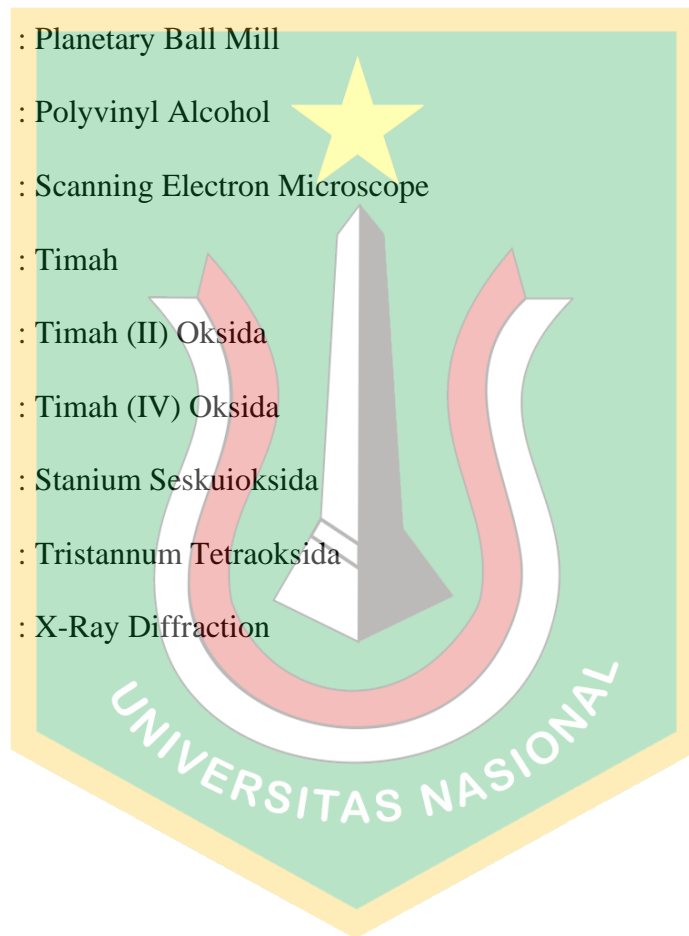 : Planetary Ball Mill
: Polyvinyl Alcohol
: Scanning Electron Microscope
: Timah
: Timah (II) Oksida
: Timah (IV) Oksida
: Stanium Seskuioksida
: Tristannum Tetraoksida
: X-Ray Diffraction
UNIVERSITAS NASIONAL